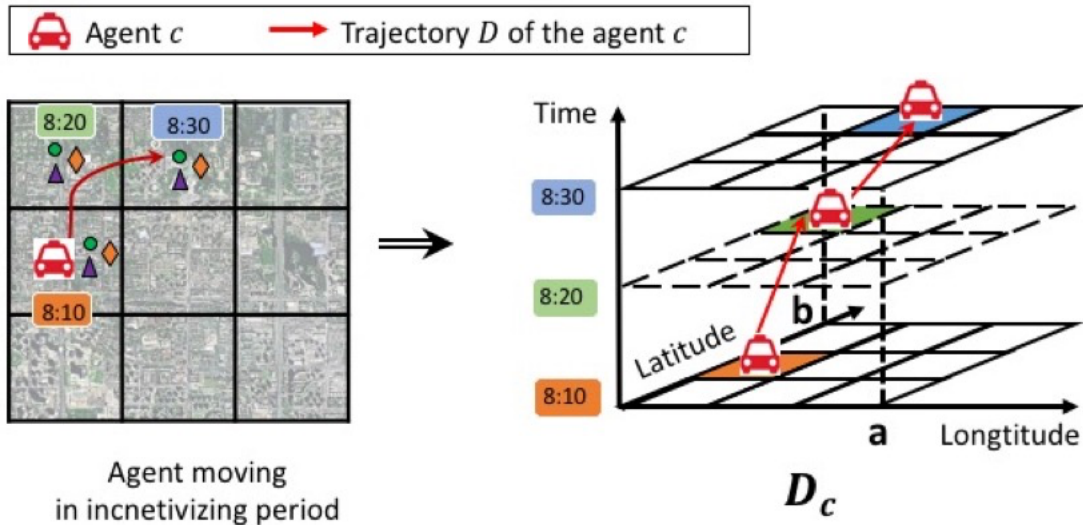 Agent c
Trajectory D of the agent c
8:20
8:30
8:10
Agent moving
in incnetivizing period
Time
8:30
8:20
8:10
Latitude
b
a
Longtitude
D_c